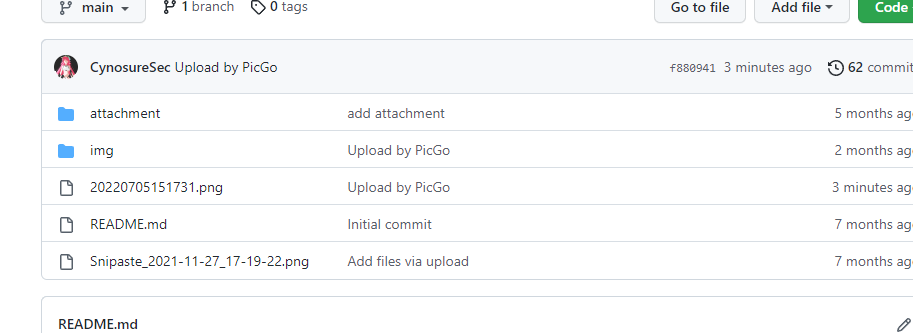 main 1 branch 0 tags Go to file Add file Code
CynosureSec Upload by PicGo f880941 3 minutes ago 62 commit
attachment add attachment 5 months ago
img Upload by PicGo 2 months ago
20220705151731.png Upload by PicGo 3 minutes ago
README.md Initial commit 7 months ago
Snipaste_2021-11-27_17-19-22.png Add files via upload 7 months ago
README.md